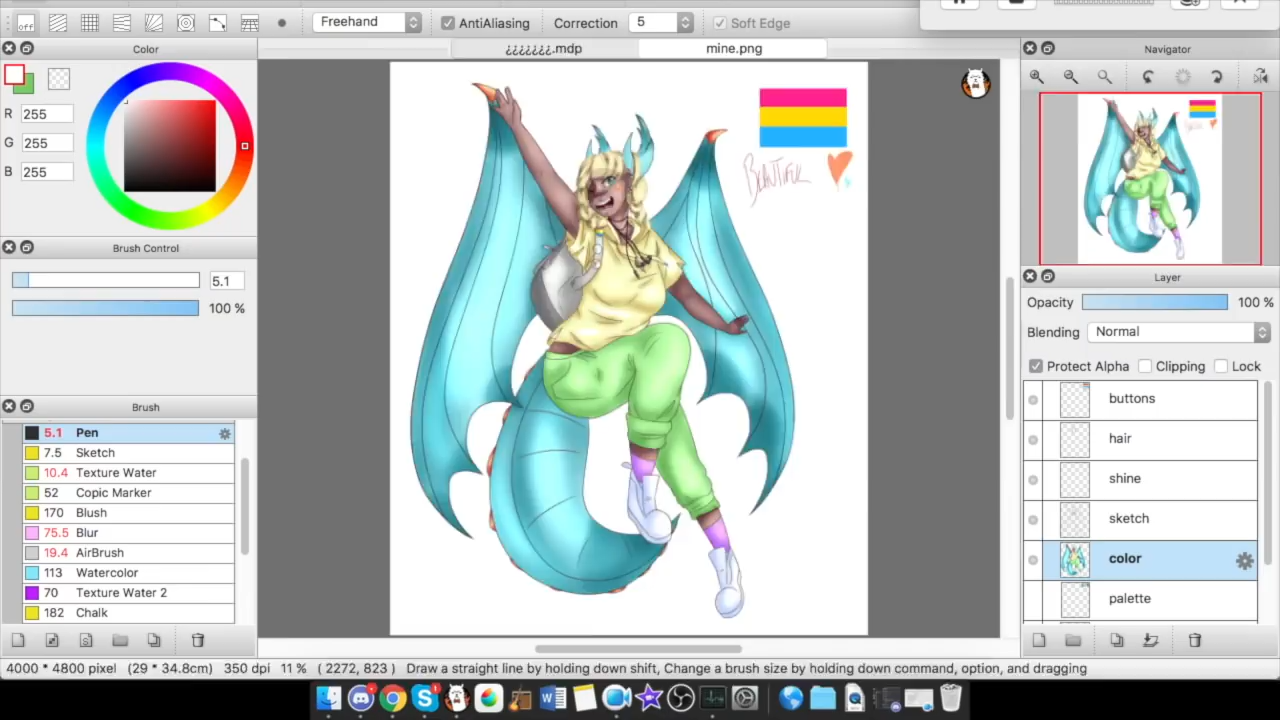 OFF
Freehand
AntiAliasing
Correction
5
Soft Edge
¿¿¿¿¿¿¿.mdp
mine.png
Color
R 255
G 255
B 255
Brush Control
5.1
100 %
Brush
5.1 Pen
7.5 Sketch
10.4 Texture Water
52 Copic Marker
170 Blush
75.5 Blur
19.4 AirBrush
113 Watercolor
70 Texture Water 2
182 Chalk
BEAUTIFUL
Navigator
Layer
Opacity 100 %
Blending Normal
Protect Alpha Clipping Lock
buttons
hair
shine
sketch
color
palette
4000 * 4800 pixel (29 * 34.8cm) 350 dpi 11 % ( 2272, 823 ) Draw a straight line by holding down shift, Change a brush size by holding down command, option, and dragging